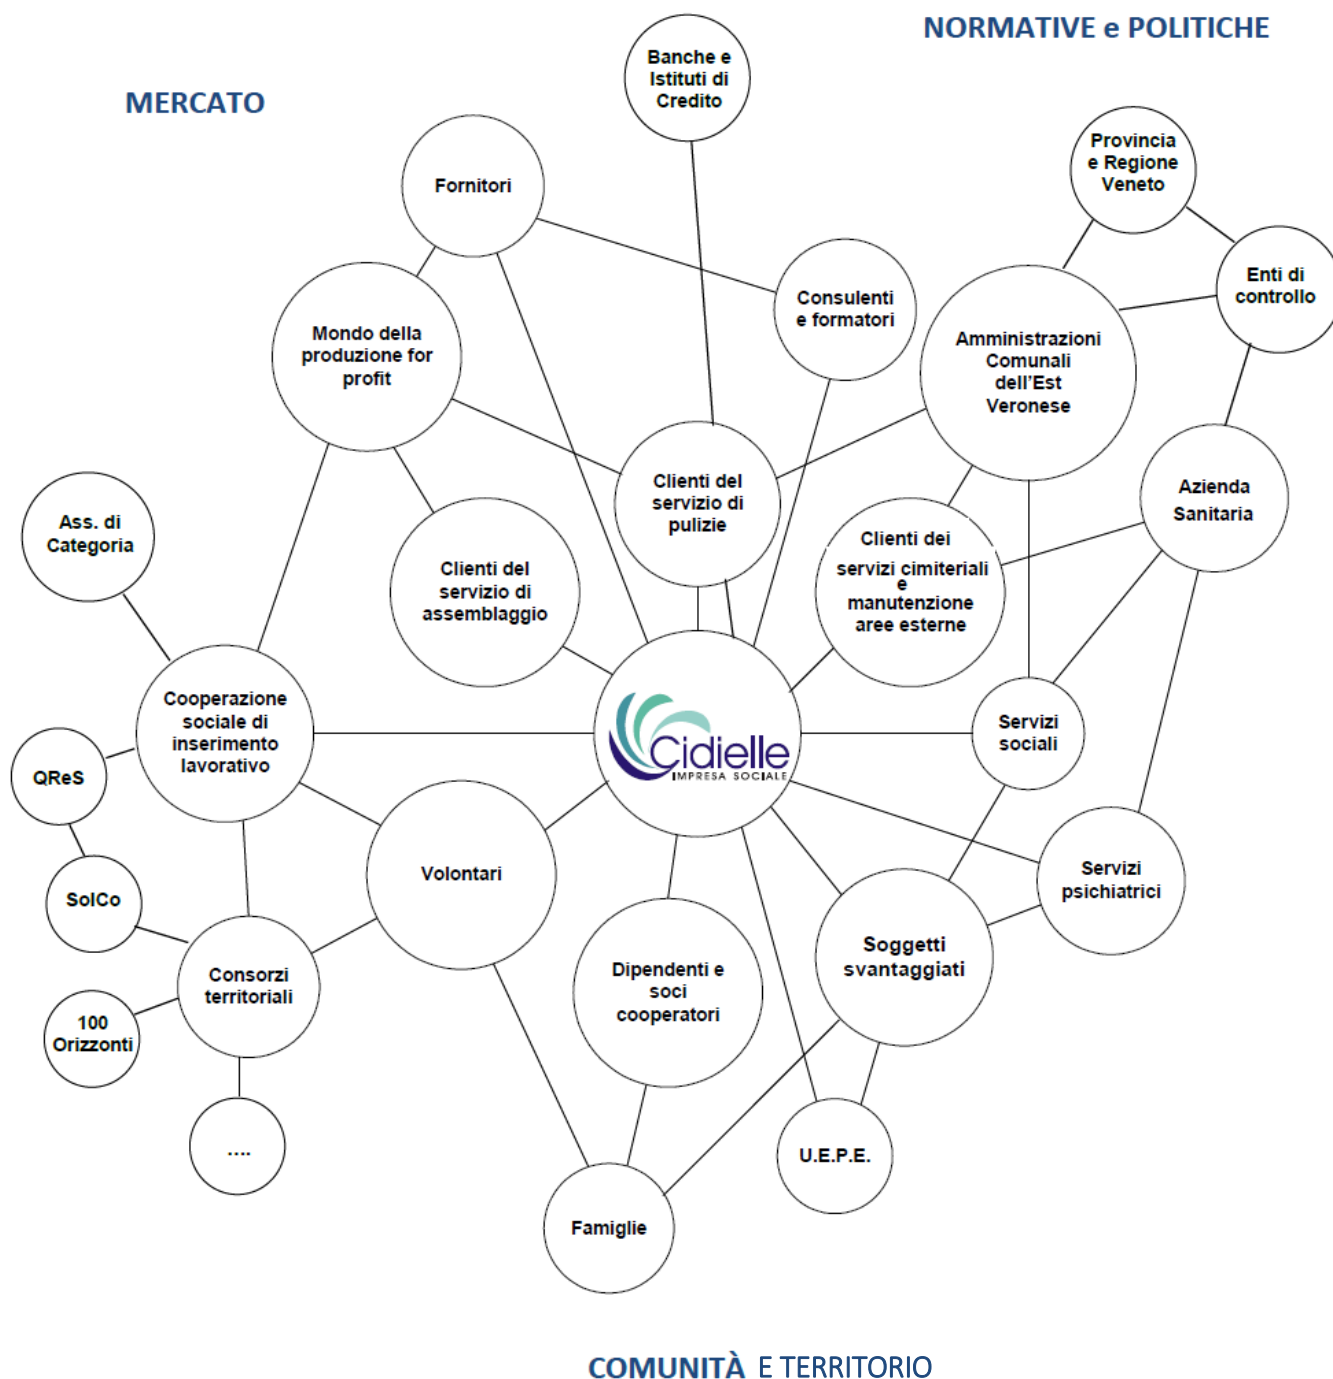 NORMATIVE e POLITICHE
MERCATO
Banche e
Istituti di
Credito
Provincia
e Regione
Veneto
Fornitori
Enti di
controllo
Consulenti
e formatori
Mondo della
produzione for
profit
Amministrazioni
Comunali
dell'Est
Veronese
Clienti del
servizio di
pulizie
Azienda
Sanitaria
Ass. di
Categoria
Clienti del
servizio di
assemblaggio
Clienti dei
servizi cimiteriali
e
manutenzione
aree esterne
Cooperazione
sociale di
inserimento
lavorativo
Cidielle
IMPRESA SOCIALE
Servizi
sociali
QReS
Volontari
Servizi
psichiatrici
SolCo
Soggetti
svantaggiati
Consorzi
territoriali
Dipendenti e
soci
cooperatori
100
Orizzonti
....
U.E.P.E.
Famiglie
COMUNITÀ E TERRITORIO